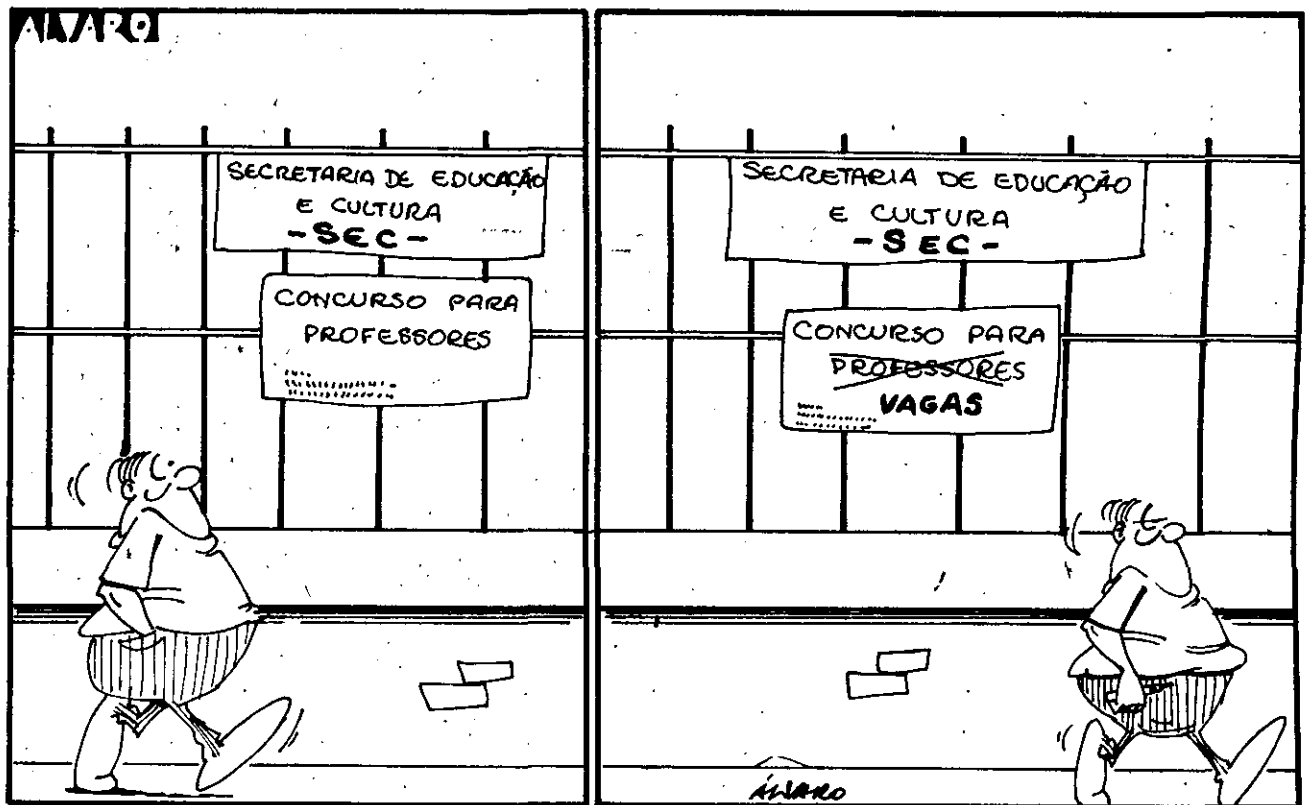 ALVARO
SECRETARIA DE EDUCAÇÃO
E CULTURA
-SEC-
CONCURSO PARA
PROFESSORES
SECRETARIA DE EDUCAÇÃO
E CULTURA
-SEC-
CONCURSO PARA
PROFESSORES
VAGAS
ÁLVARO